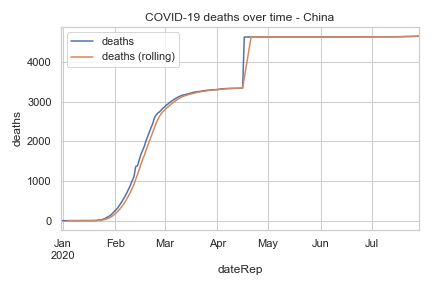 COVID-19 deaths over time - China
deaths
deaths (rolling)
deaths
4000
3000
2000
1000
0
Jan
2020
Feb
Mar
Apr
May
Jun
Jul
dateRep